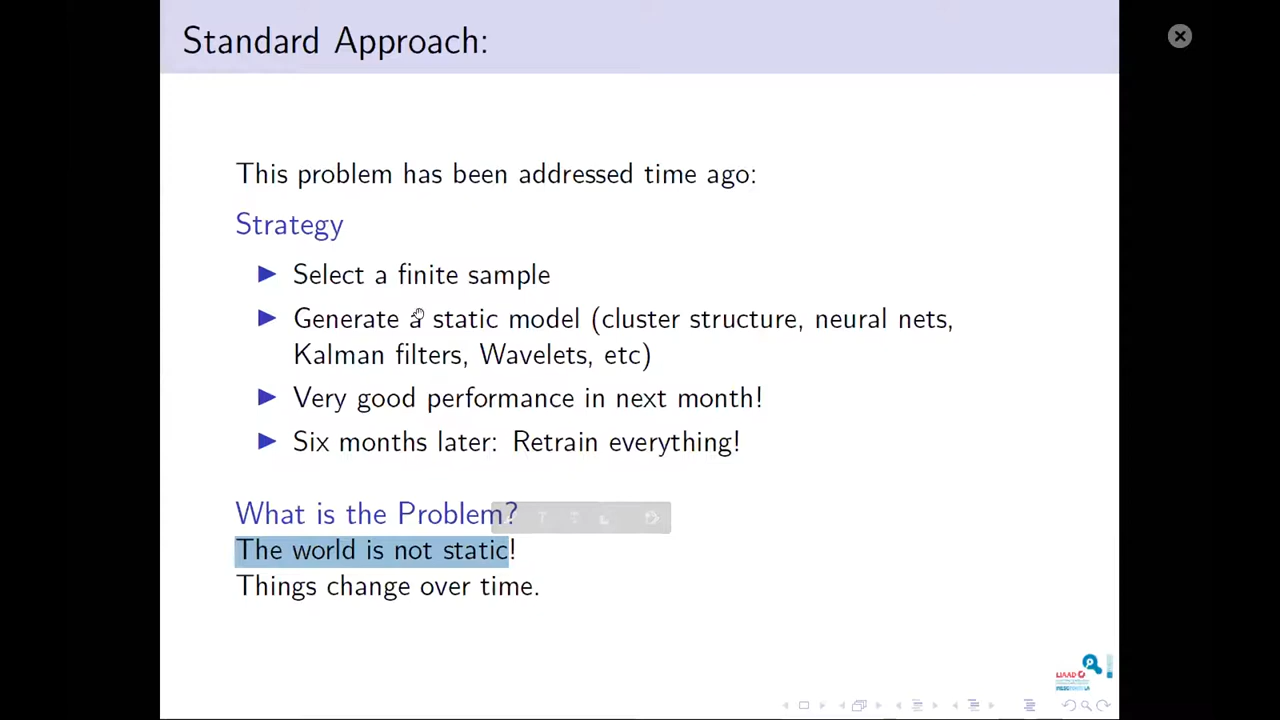 Standard Approach:
This problem has been addressed time ago:
Strategy
Select a finite sample
Generate a static model (cluster structure, neural nets,
Kalman filters, Wavelets, etc)
Very good performance in next month!
Six months later: Retrain everything!
What is the Problem?
The world is not static!
Things change over time.
LIAAD